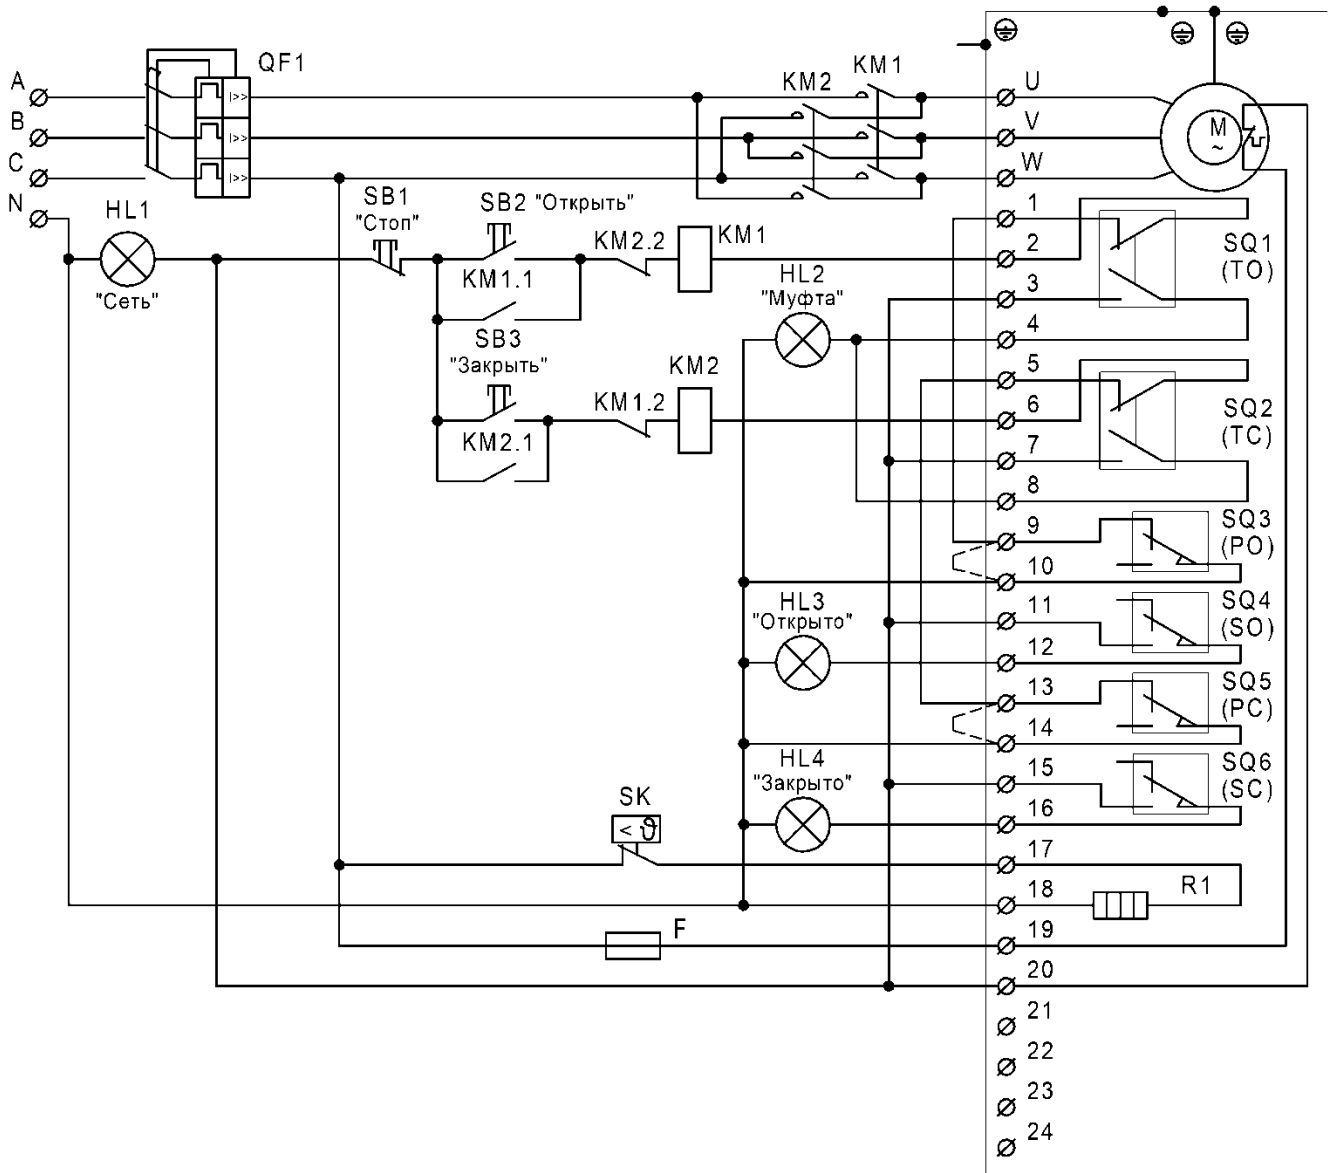 QF1
A
I>>
B
I>>
C
I>>
N
KM2
KM1
U
V
W
M
~
HL1
"Сеть"
SB1
"Стоп"
SB2 "Открыть"
KM1.1
KM2.2
KM1
SB3
"Закрыть"
KM2.1
KM1.2
KM2
HL2
"Муфта"
HL3
"Открыто"
HL4
"Закрыто"
SK
< ϑ
F
1
2
3
4
5
6
7
8
9
10
11
12
13
14
15
16
17
18
19
20
21
22
23
24
SQ1
(TO)
SQ2
(TC)
SQ3
(PO)
SQ4
(SO)
SQ5
(PC)
SQ6
(SC)
R1